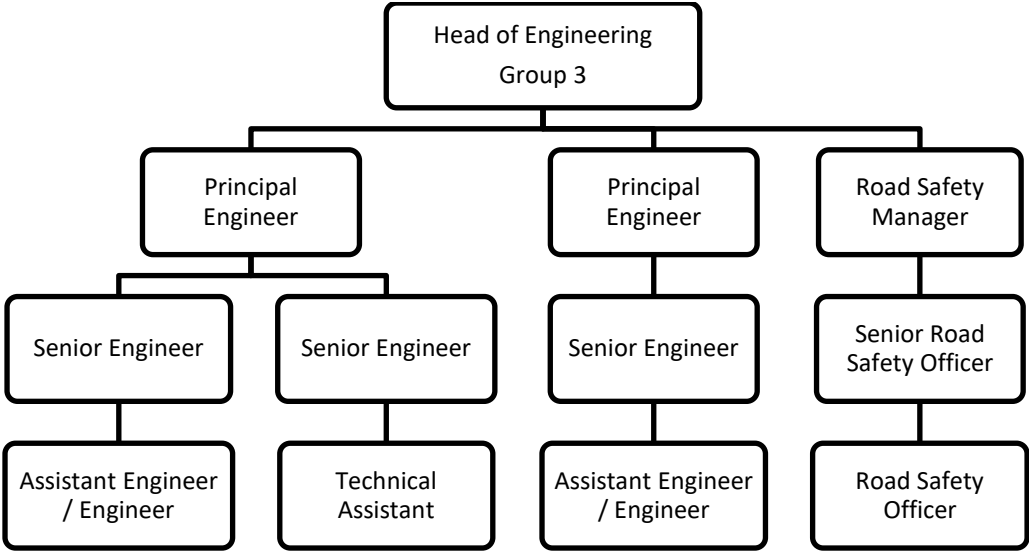 Head of Engineering
Group 3
Principal
Engineer
Principal
Engineer
Road Safety
Manager
Senior Engineer
Senior Engineer
Senior Engineer
Senior Road
Safety Officer
Assistant Engineer
/ Engineer
Technical
Assistant
Assistant Engineer
/ Engineer
Road Safety
Officer